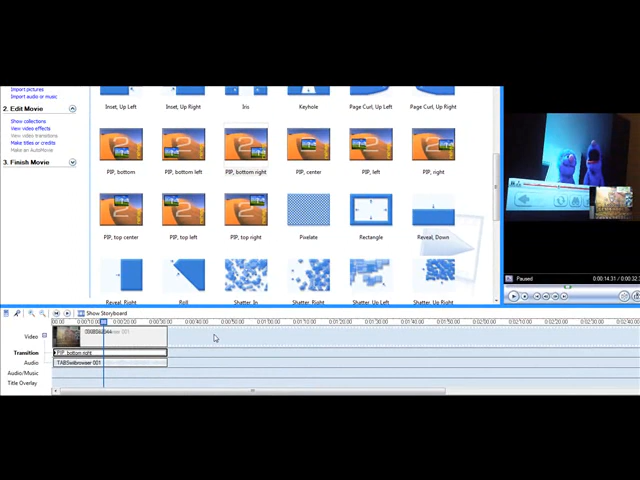 Import pictures
Import audio or music
2. Edit Movie
Show collections
View video effects
View video transitions
Make titles or credits
Make an AutoMovie
3. Finish Movie
Inset, Up Left
Inset, Up Right
Iris
Keyhole
Page Curl, Up Left
Page Curl, Up Right
PIP, bottom
PIP, bottom left
PIP, bottom right
PIP, center
PIP, left
PIP, right
PIP, top center
PIP, top left
PIP, top right
Pixelate
Rectangle
Reveal, Down
Reveal, Right
Roll
Shatter, In
Shatter, Right
Shatter, Up Left
Shatter, Up Right
Paused
0:00:14.31 / 0:00:32.
Show Storyboard
Video
Transition
PIP, bottom right
Audio
Audio/Music
Title Overlay